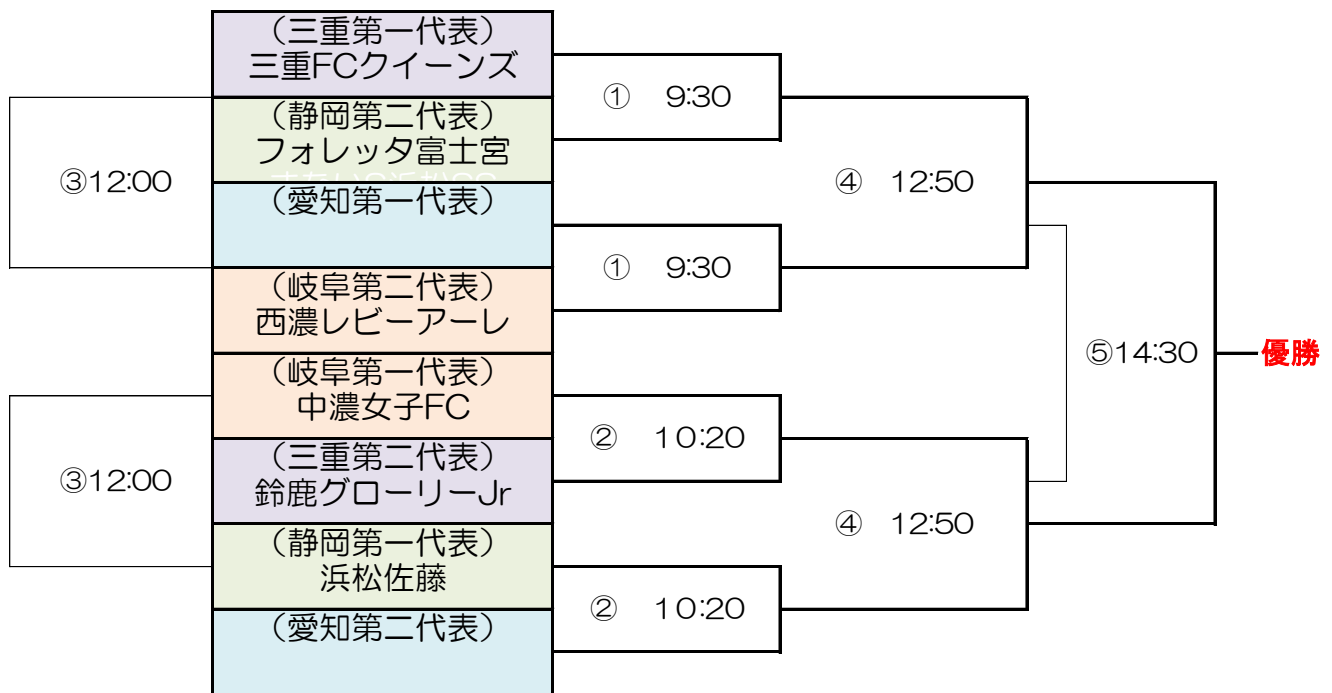 （三重第一代表）
三重FCクイーンズ
（静岡第二代表）
フォレッタ富士宮
（愛知第一代表）
（岐阜第二代表）
西濃レビーアーレ
（岐阜第一代表）
中濃女子FC
（三重第二代表）
鈴鹿グローリーJr
（静岡第一代表）
浜松佐藤
（愛知第二代表）
③12:00
③12:00
①　9:30
①　9:30
②　10:20
②　10:20
④　12:50
④　12:50
⑤14:30
優勝